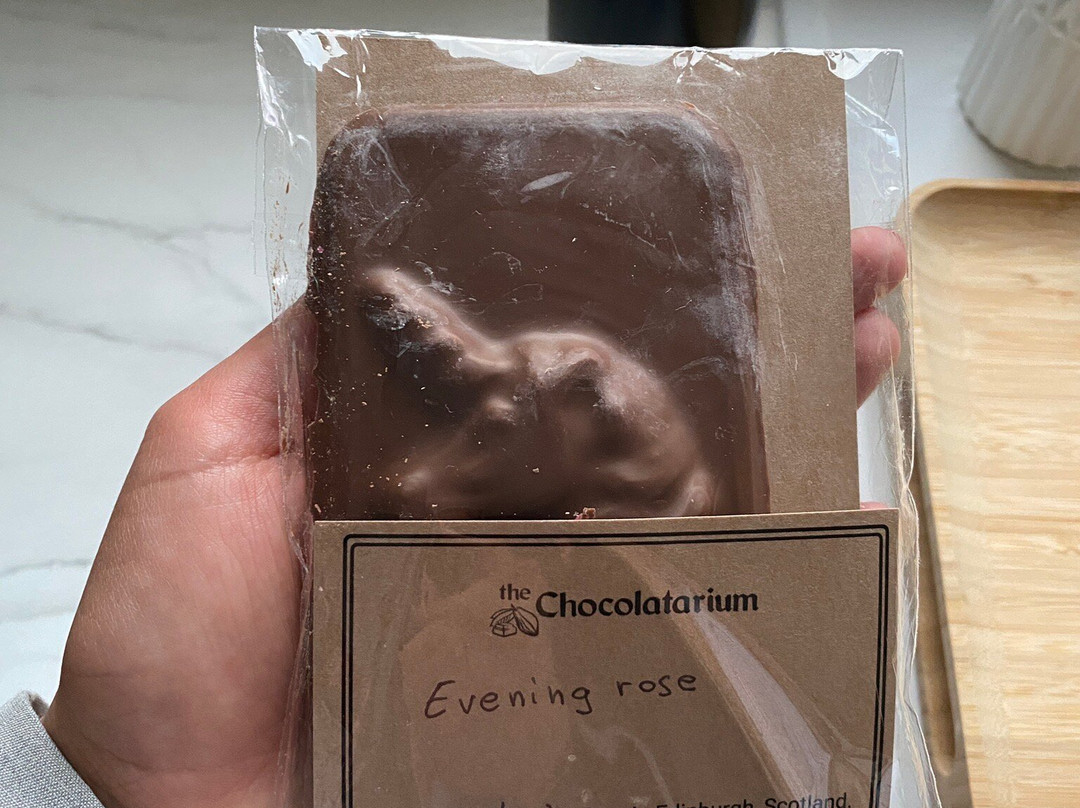 the
Chocolatarium
Evening rose
Edinburgh, Scotland,